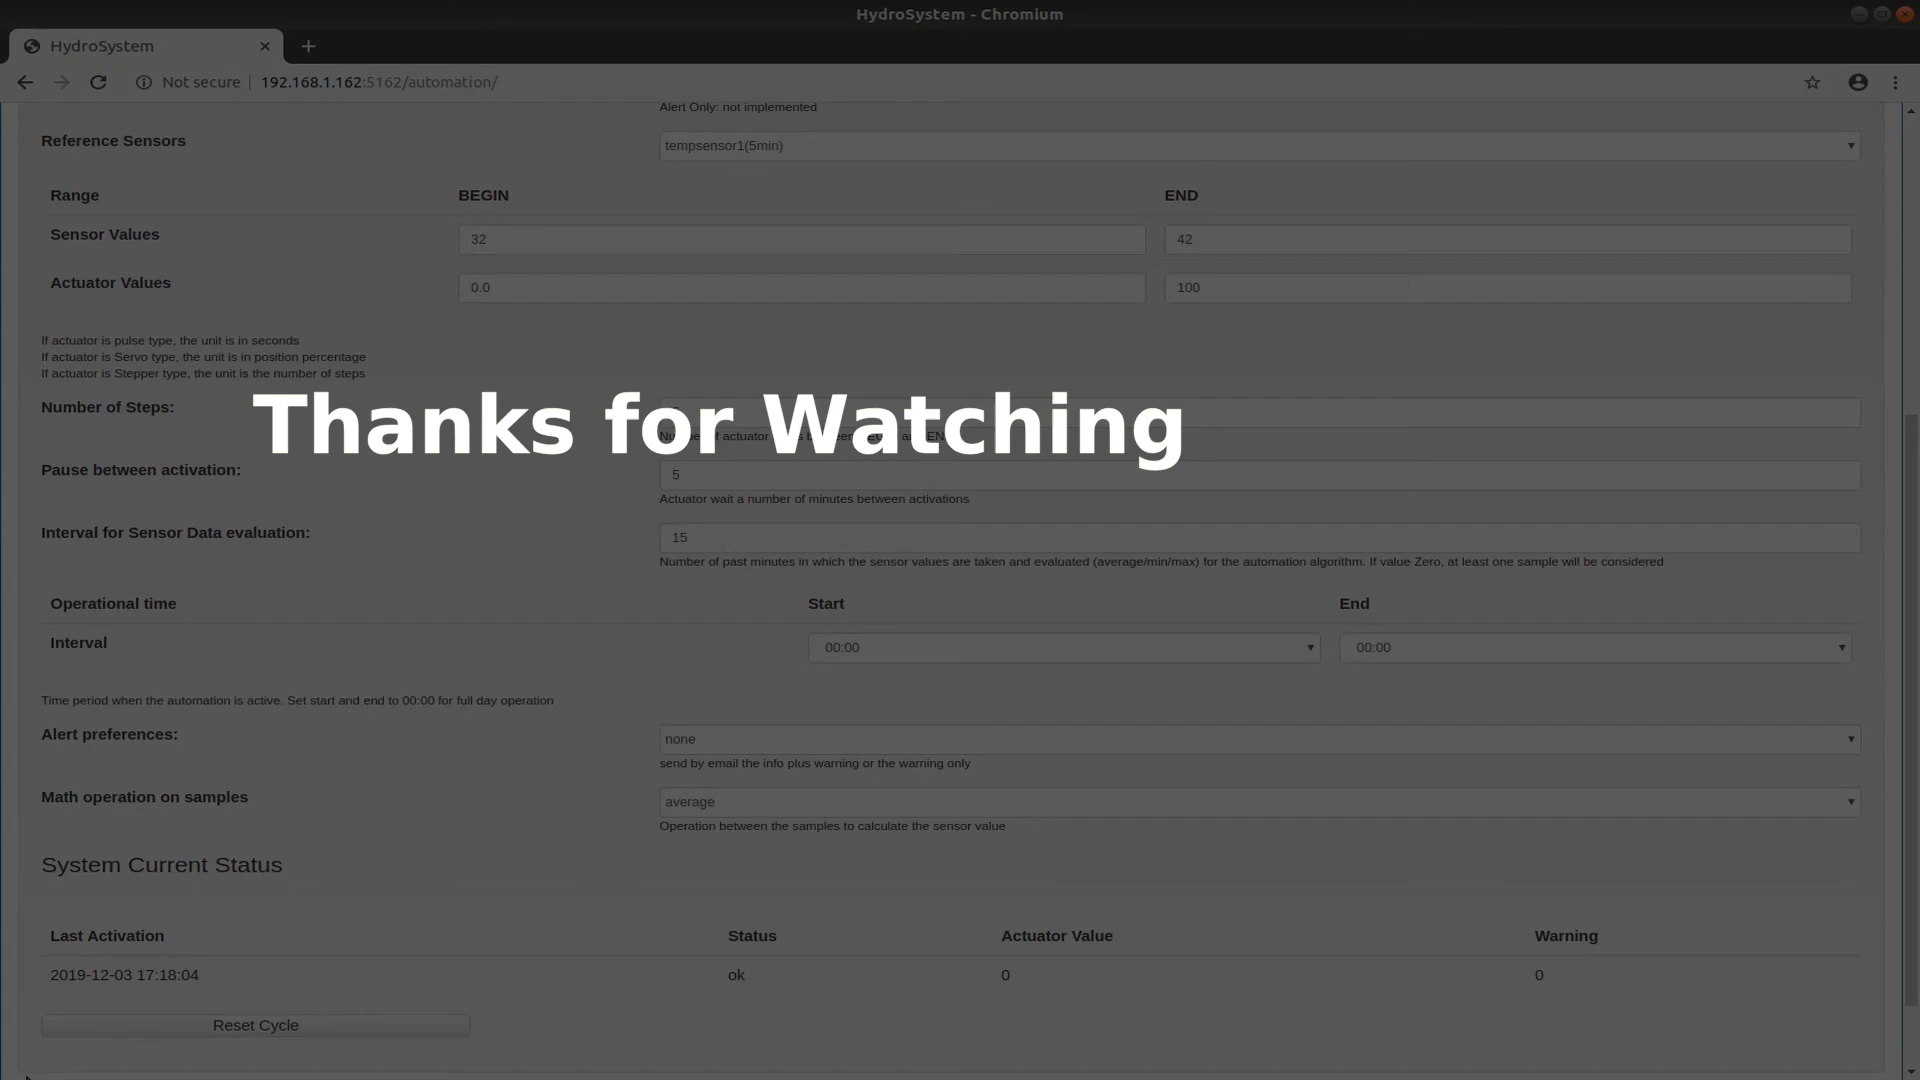 HydroSystem - Chromium
HydroSystem
Not secure
192.168.1.162:5162/automation/
Alert Only: not implemented
Reference Sensors
tempsensor1(5min)
Range BEGIN END
Sensor Values 32 42
Actuator Values 0.0 100
If actuator is pulse type, the unit is in seconds
If actuator is Servo type, the unit is in position percentage
If actuator is Stepper type, the unit is the number of steps
Thanks for Watching
Number of Steps:
Number of actuator
Pause between activation: 5
Actuator wait a number of minutes between activations
Interval for Sensor Data evaluation: 15
Number of past minutes in which the sensor values are taken and evaluated (average/min/max) for the automation algorithm. If value Zero, at least one sample will be considered
Operational time Start End
Interval 00:00 00:00
Time period when the automation is active. Set start and end to 00:00 for full day operation
Alert preferences: none
send by email the info plus warning or the warning only
Math operation on samples average
Operation between the samples to calculate the sensor value
System Current Status
Last Activation Status Actuator Value Warning
2019-12-03 17:18:04 ok 0 0
Reset Cycle